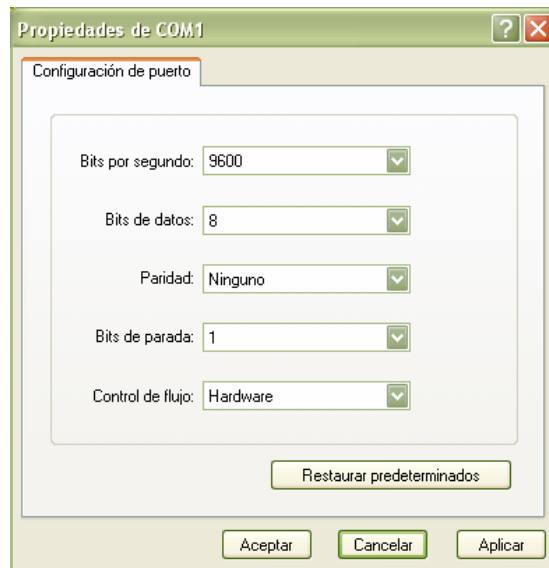 Propiedades de COM1
Configuración de puerto
Bits por segundo: 9600
Bits de datos: 8
Paridad: Ninguno
Bits de parada: 1
Control de flujo: Hardware
Restaurar predeterminados
Aceptar Cancelar Aplicar